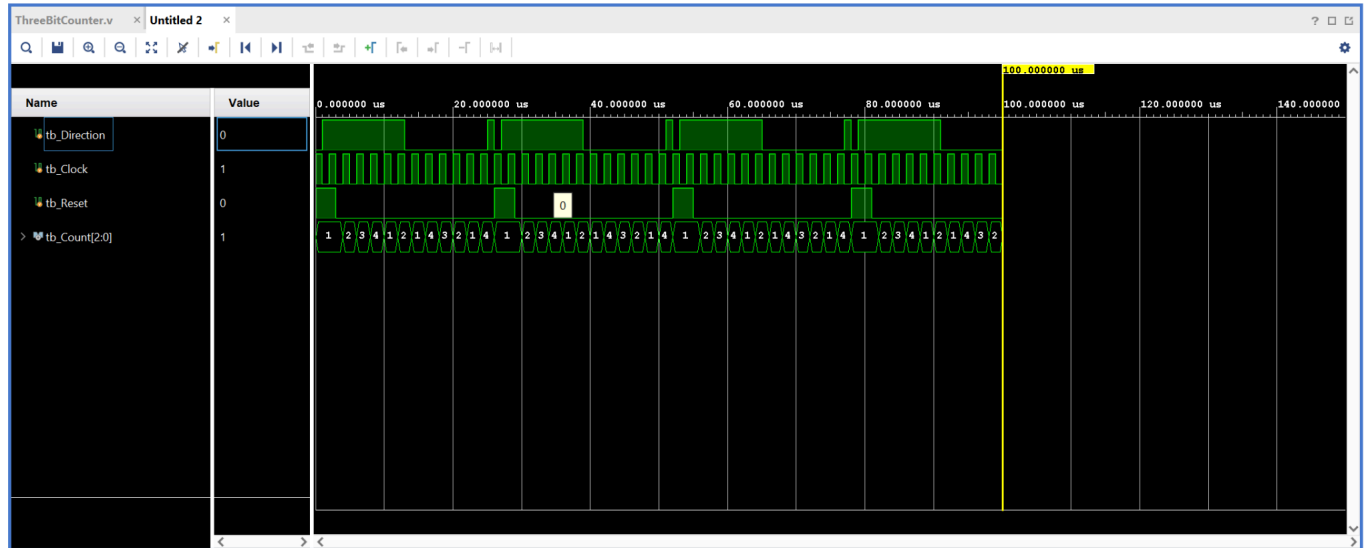 ThreeBitCounter.v × Untitled 2 ×
?
100.000000 us
Name Value
0.000000 us 20.000000 us 40.000000 us 60.000000 us 80.000000 us 100.000000 us 120.000000 us 140.000000
tb_Direction 0
tb_Clock 1
tb_Reset 0
0
> tb_Count[2:0] 1
1 2 3 4 1 2 1 4 3 2 1 4 1 2 3 4 1 2 1 4 3 2 1 4 1 2 3 4 1 2 1 4 3 2 1 4 1 2 3 4 1 2 1 4 3 2